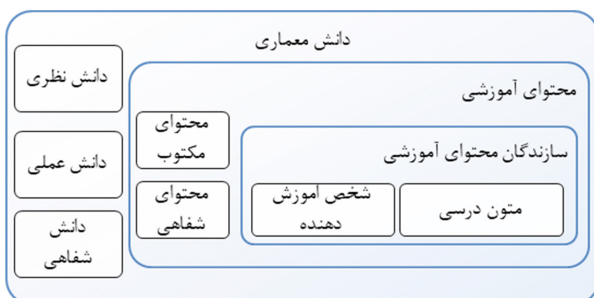 دانش معماری
دانش نظری
محتوای آموزشی
محتوای
مکتوب
سازندگان محتوای آموزشی
دانش عملی
محتوای
شفاهی
شخص اموزش
دهنده
متون درسی
دانش
شفاهی